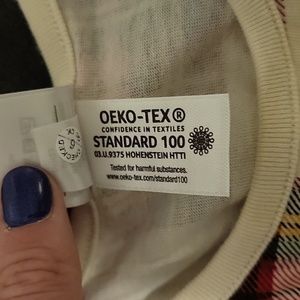 OEKO-TEX®
CONFIDENCE IN TEXTILES
STANDARD 100
03.U.9375 HOHENSTEIN HTTI
Tested for harmful substances.
www.oeko-tex.com/standard100